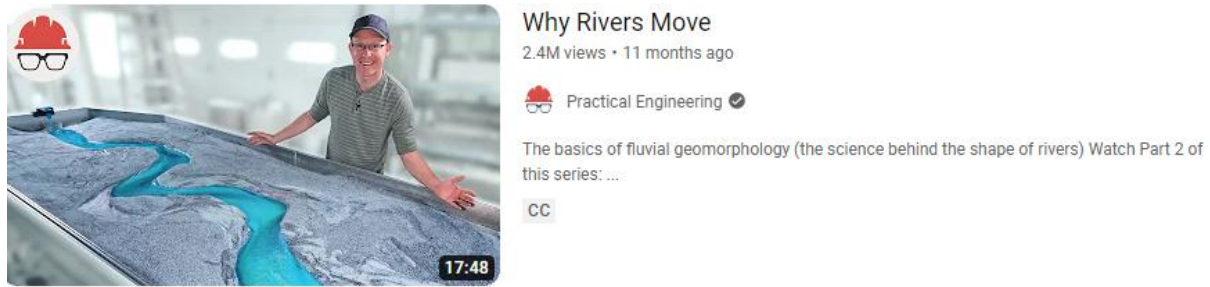 Why Rivers Move
2.4M views • 11 months ago
Practical Engineering
The basics of fluvial geomorphology (the science behind the shape of rivers) Watch Part 2 of
this series: ...
CC
17:48